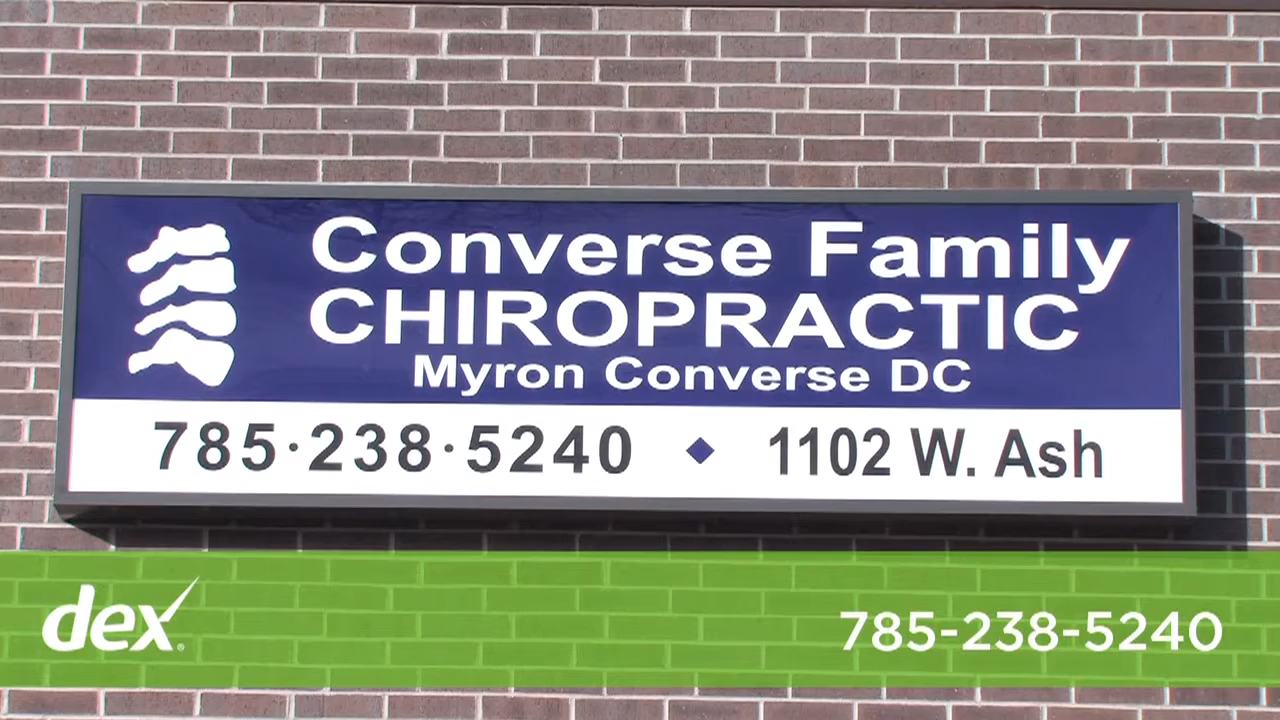 Converse Family
CHIROPRACTIC
Myron Converse DC
785·238·5240 ◆ 1102 W. Ash
dex®
785-238-5240